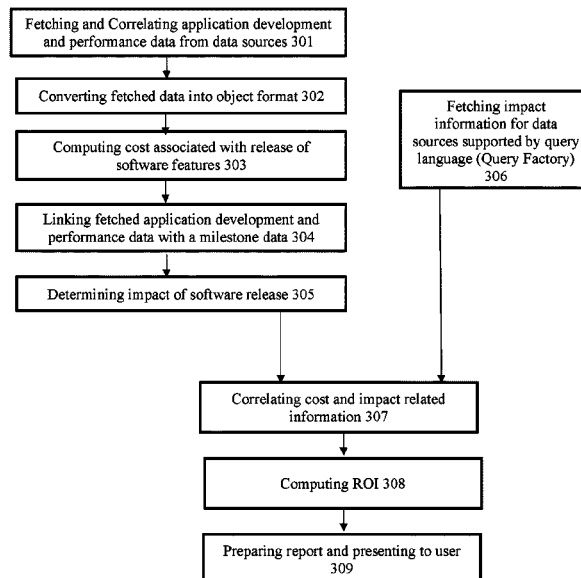 Fetching and Correlating application development
and performance data from data sources 301
Converting fetched data into object format 302
Computing cost associated with release of
software features 303
Linking fetched application development and
performance data with a milestone data 304
Determining impact of software release 305
Fetching impact
information for data
sources supported by query
language (Query Factory)
306
Correlating cost and impact related
information 307
Computing ROI 308
Preparing report and presenting to user
309